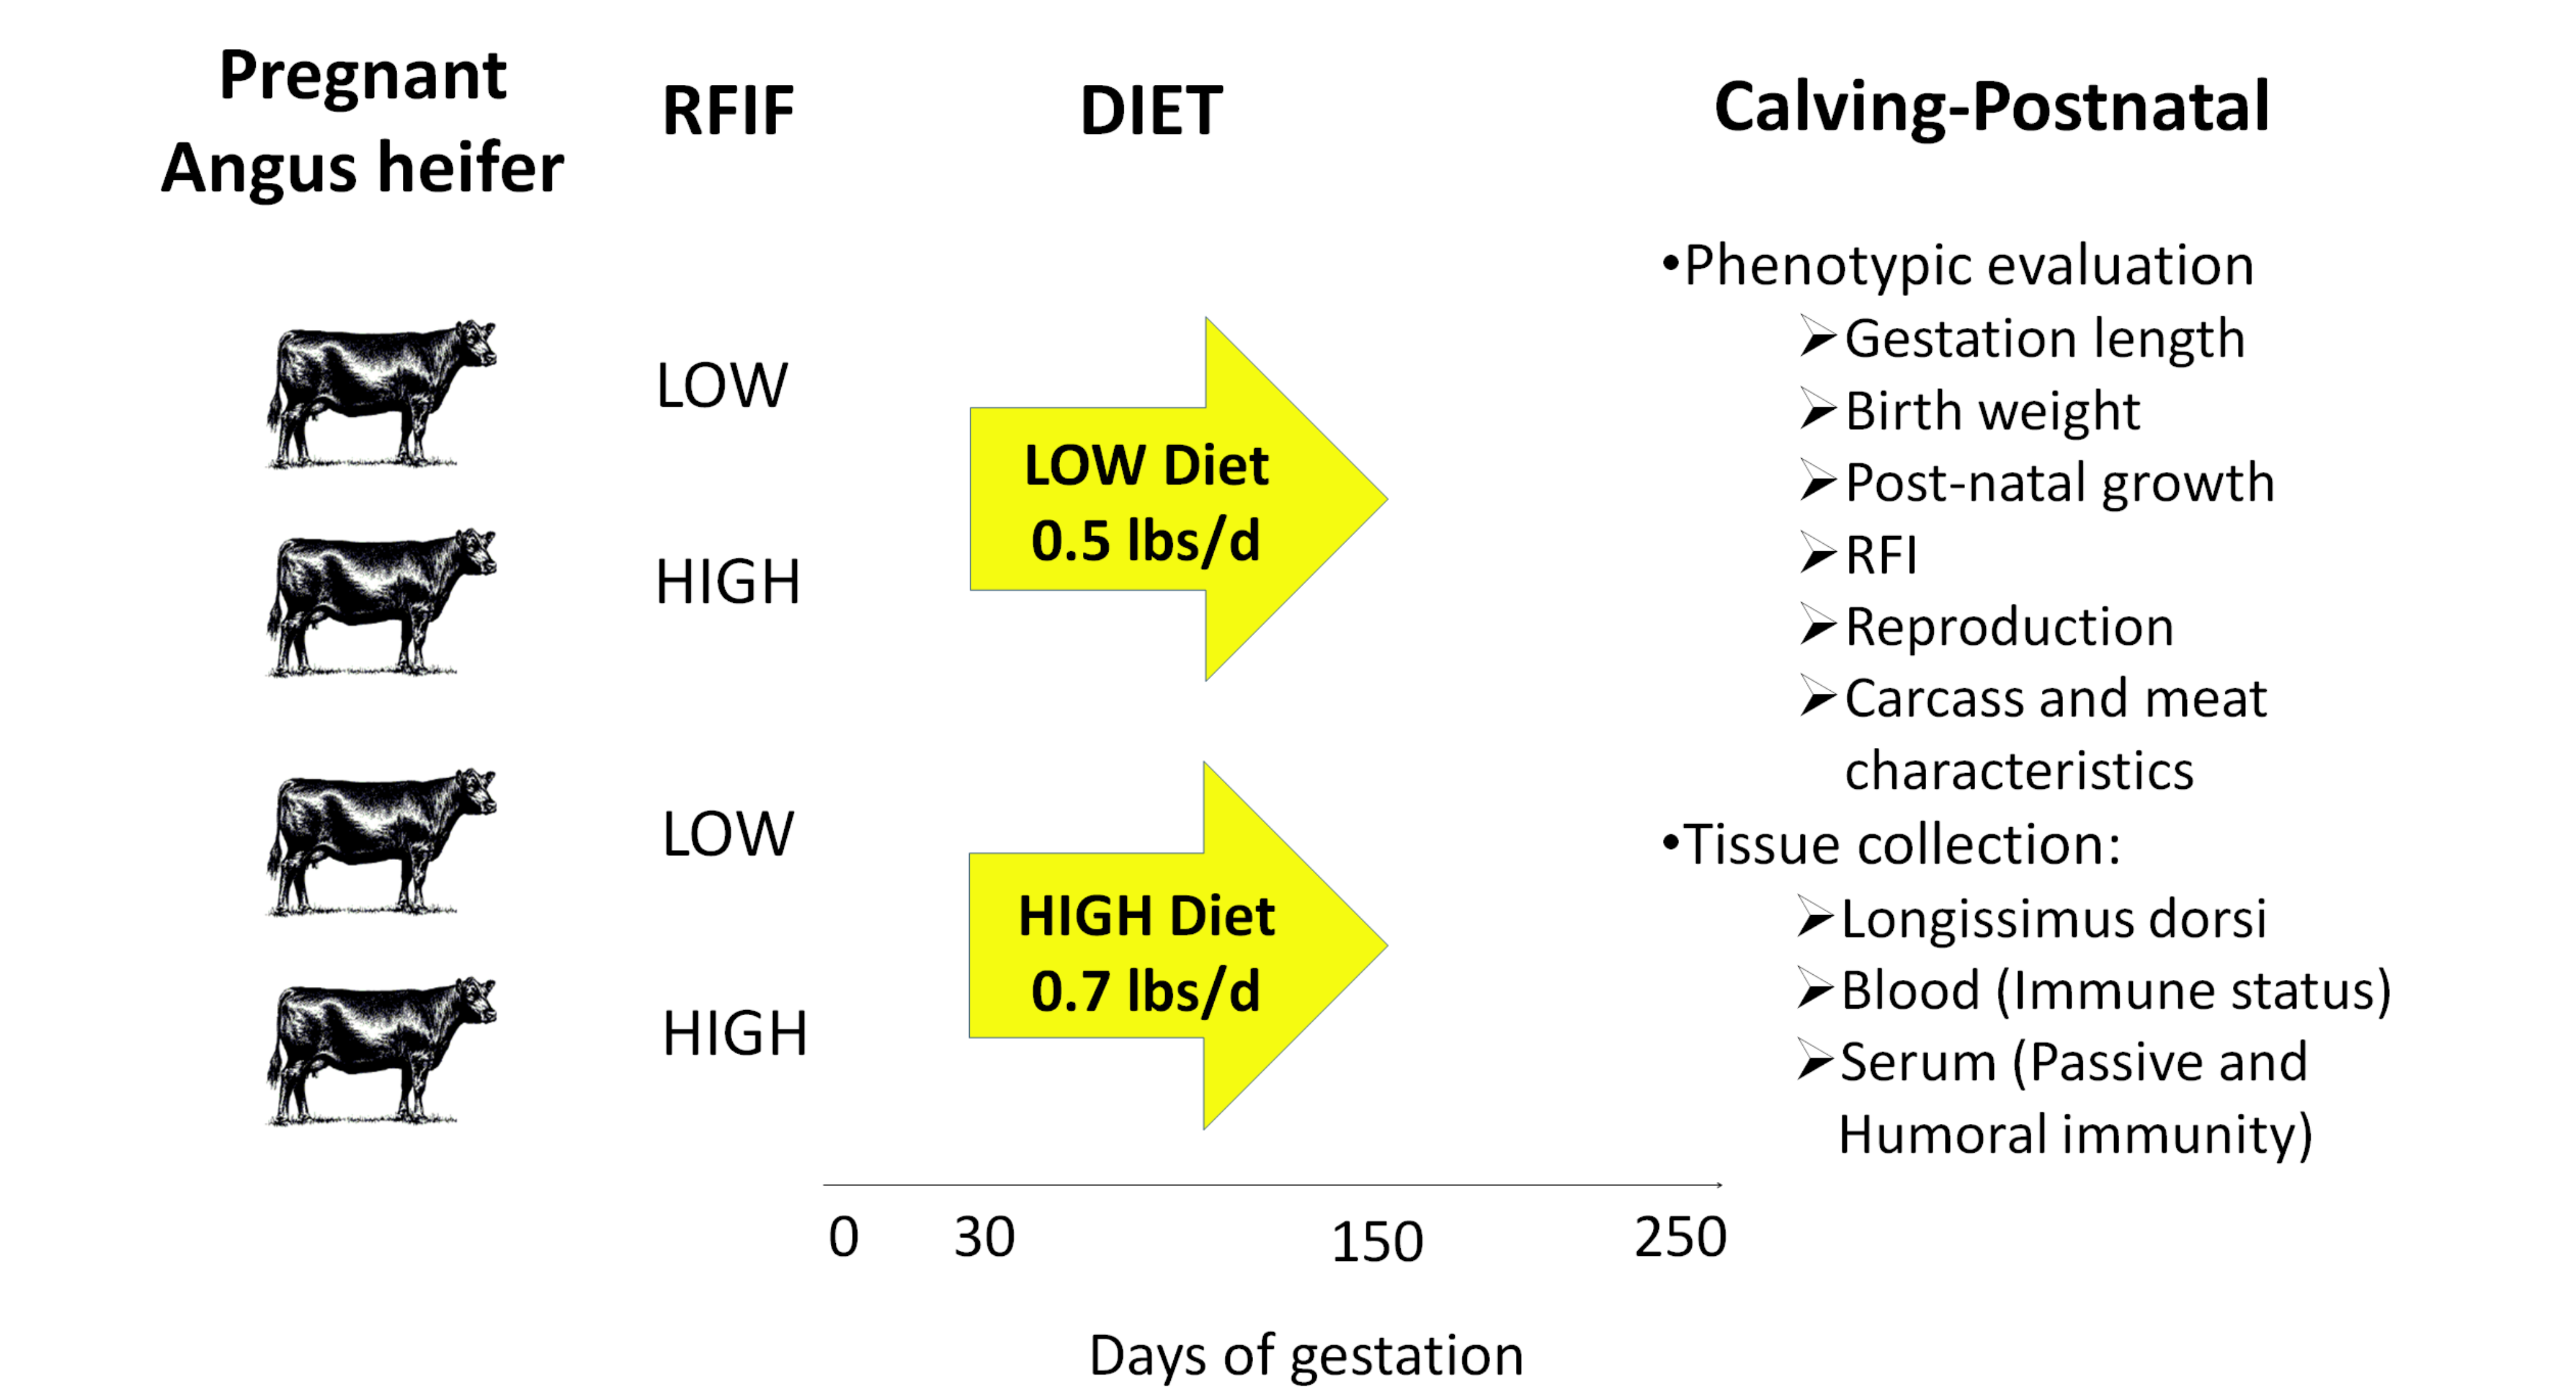 Pregnant
Angus heifer
RFIF
DIET
Calving-Postnatal
LOW
HIGH
LOW
HIGH
LOW Diet
0.5 lbs/d
HIGH Diet
0.7 lbs/d
•Phenotypic evaluation
➢Gestation length
➢Birth weight
➢Post-natal growth
➢RFI
➢Reproduction
➢Carcass and meat
characteristics
•Tissue collection:
➢Longissimus dorsi
➢Blood (Immune status)
➢Serum (Passive and
Humoral immunity)
0 30 150 250
Days of gestation